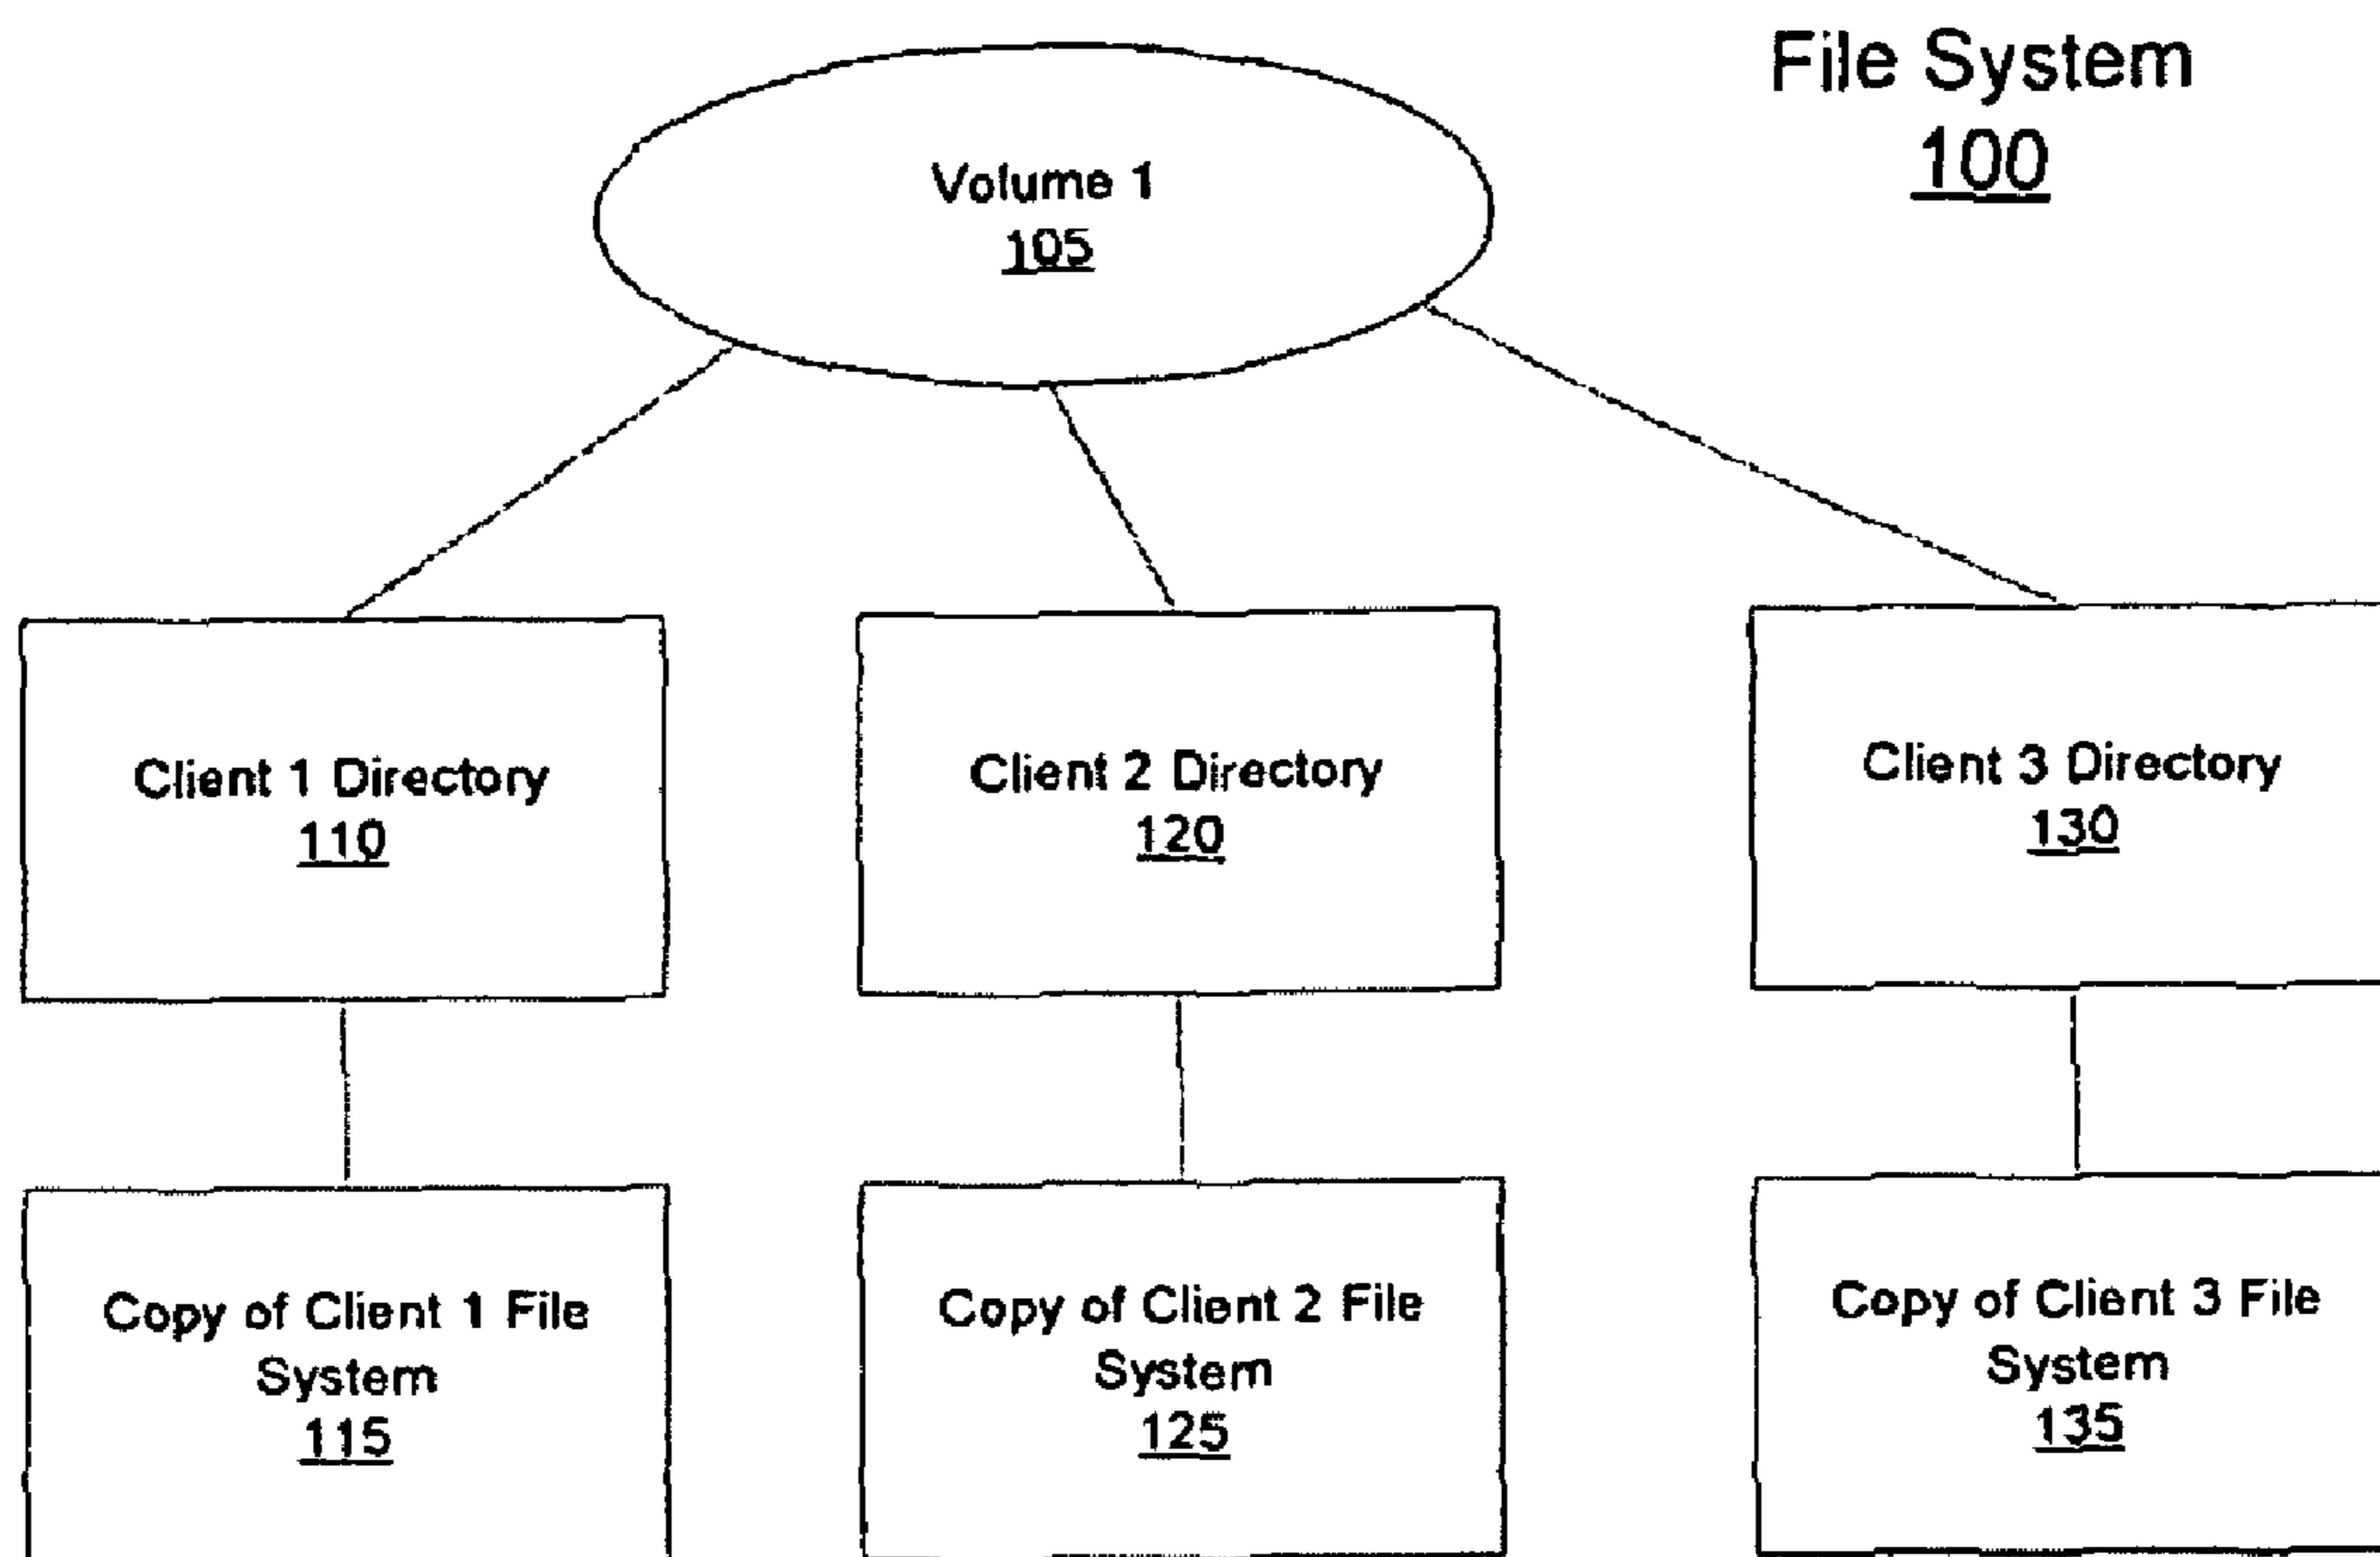 File System
100
Volume 1
105
Client 1 Directory
110
Client 2 Directory
120
Client 3 Directory
130
Copy of Client 1 File
System
115
Copy of Client 2 File
System
125
Copy of Client 3 File
System
135